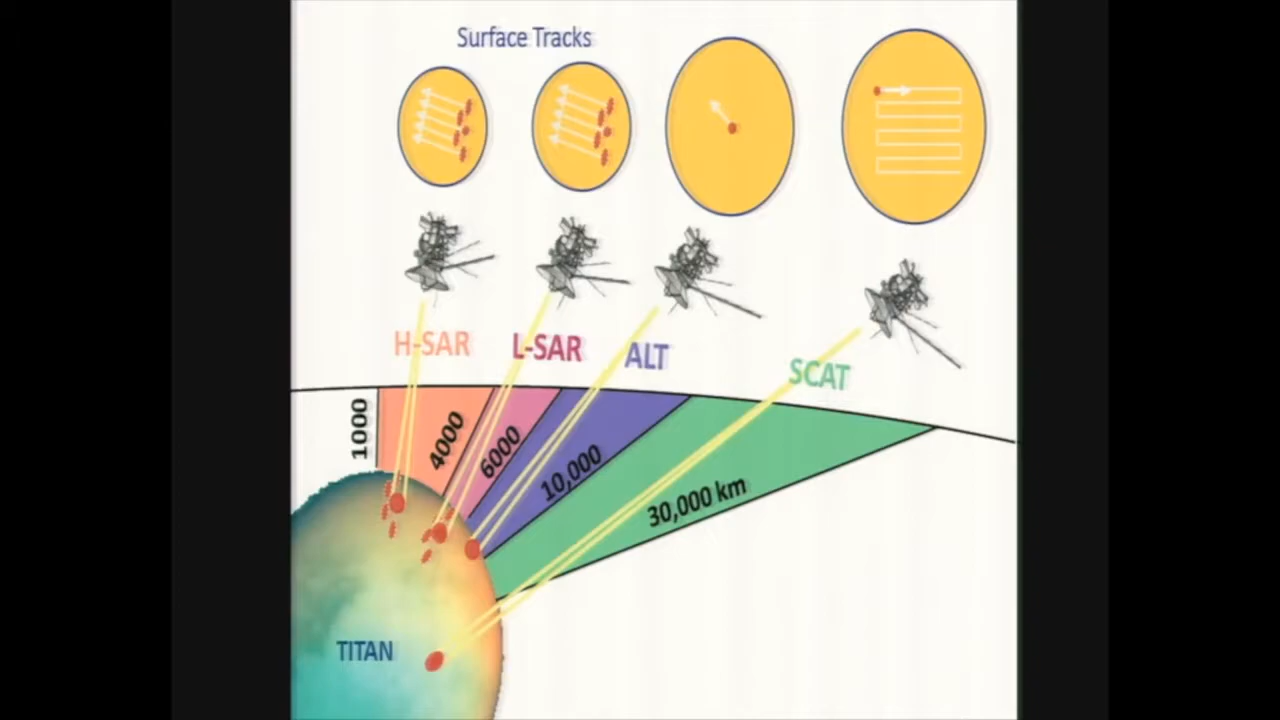 Surface Tracks
H-SAR
L-SAR
ALT
SCAT
1000
4000
6000
10,000
30,000 km
TITAN